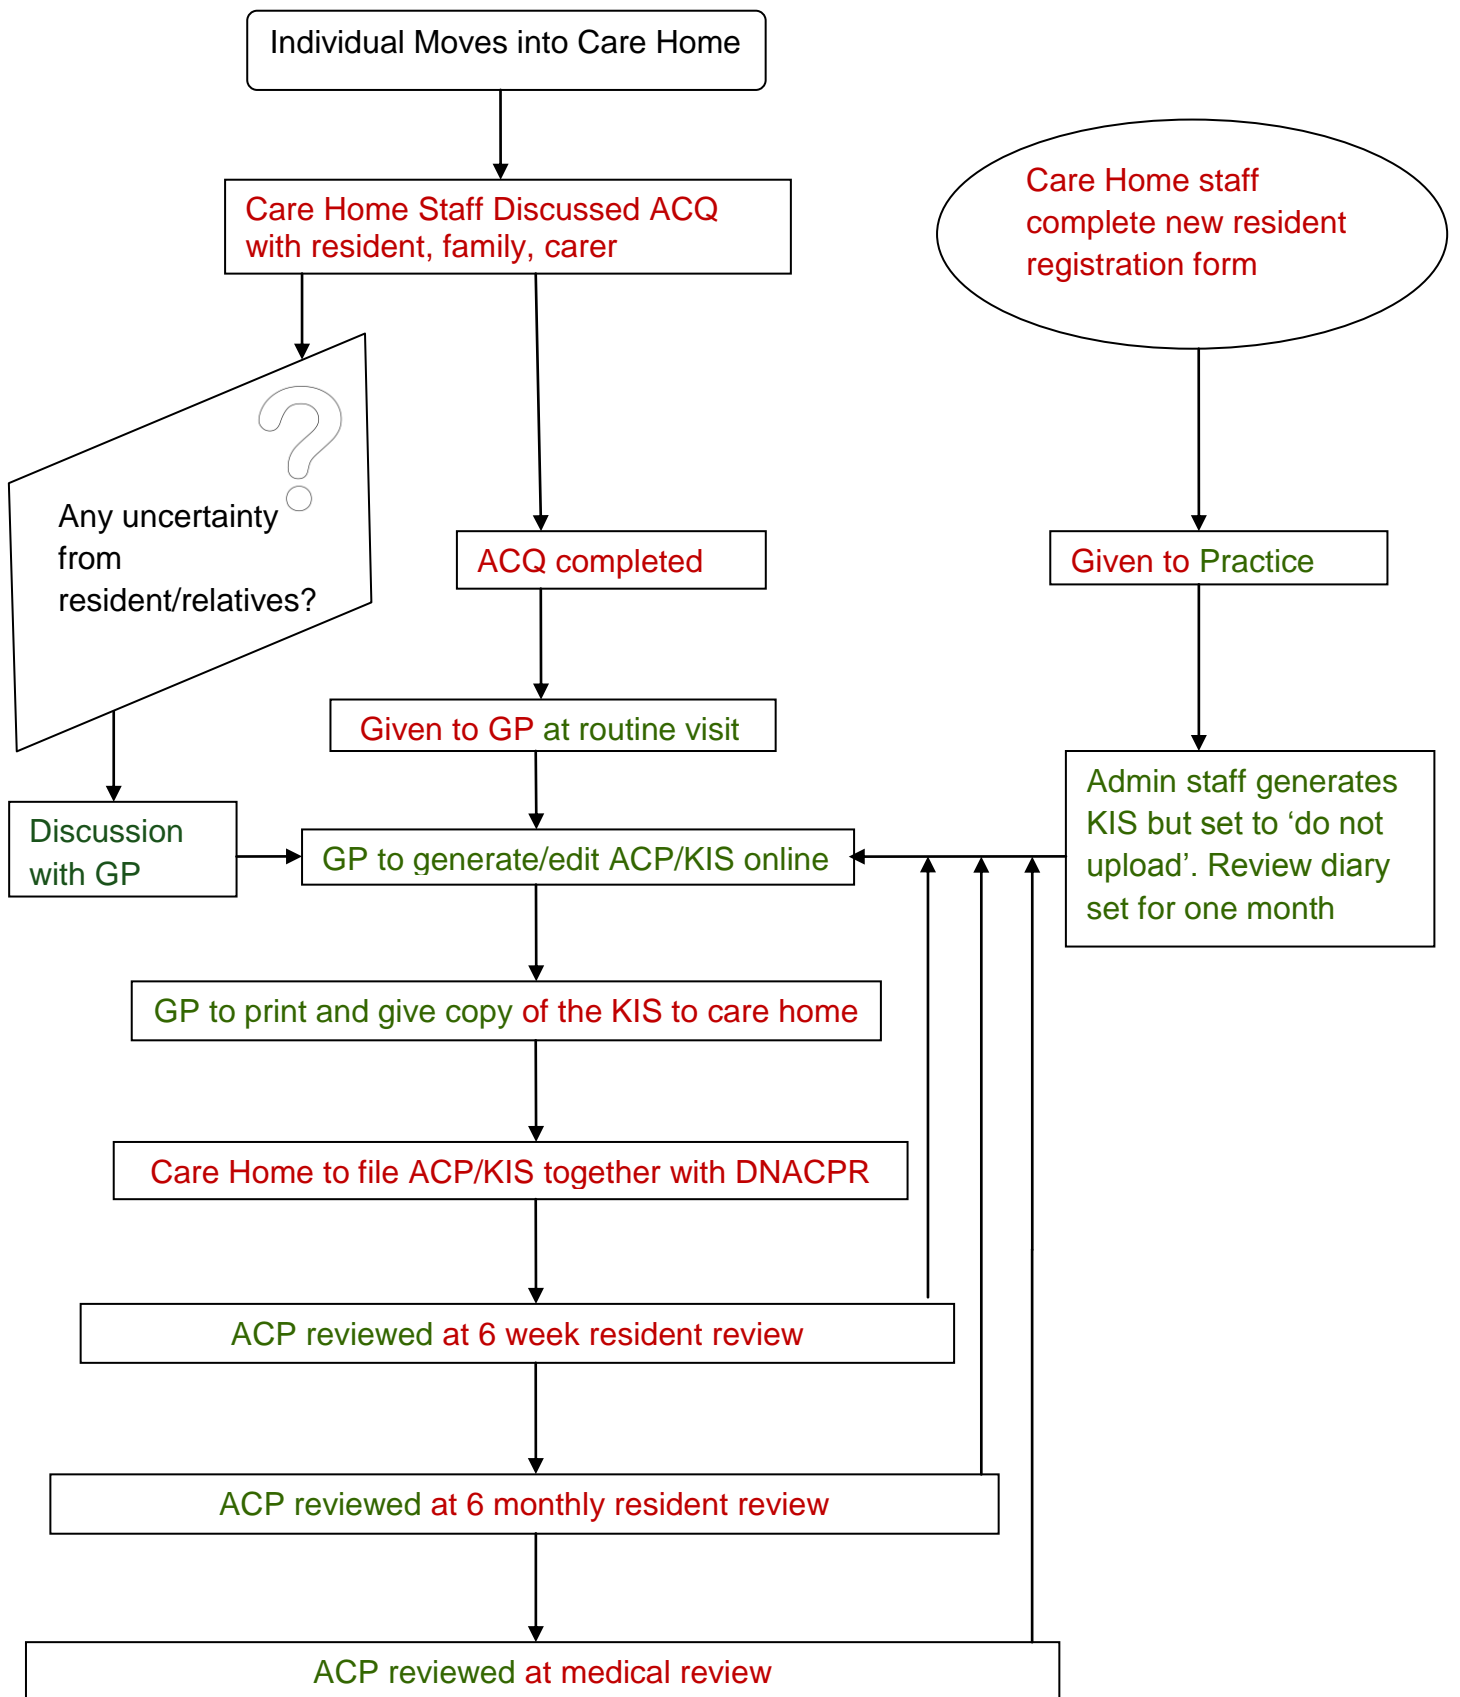 Individual Moves into Care Home
Care Home Staff Discussed ACQ
with resident, family, carer
Care Home staff
complete new resident
registration form
?
Any uncertainty
from
resident/relatives?
ACQ completed
Given to Practice
Given to GP at routine visit
Discussion
with GP
GP to generate/edit ACP/KIS online
Admin staff generates
KIS but set to ‘do not
upload’. Review diary
set for one month
GP to print and give copy of the KIS to care home
Care Home to file ACP/KIS together with DNACPR
ACP reviewed at 6 week resident review
ACP reviewed at 6 monthly resident review
ACP reviewed at medical review